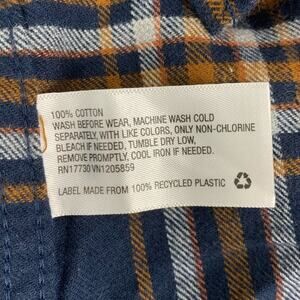 100% COTTON
WASH BEFORE WEAR, MACHINE WASH COLD
SEPARATELY, WITH LIKE COLORS, ONLY NON-CHLORINE
BLEACH IF NEEDED, TUMBLE DRY LOW,
REMOVE PROMPTLY, COOL IRON IF NEEDED.
RN17730 VN1205859
LABEL MADE FROM 100% RECYCLED PLASTIC